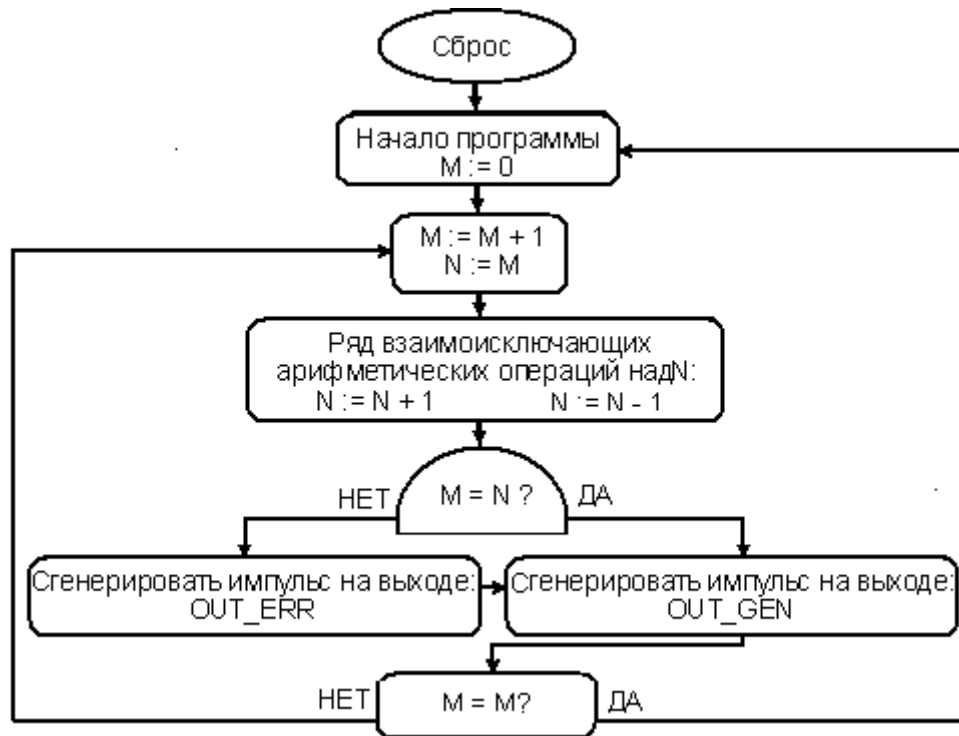 Сброс
Начало программы
M := 0
M := M + 1
N := M
Ряд взаимоисключающих
арифметических операций надN:
N := N + 1 N := N - 1
M = N ?
НЕТ
ДА
Сгенерировать импульс на выходе:
OUT_ERR
Сгенерировать импульс на выходе:
OUT_GEN
НЕТ
M = M?
ДА